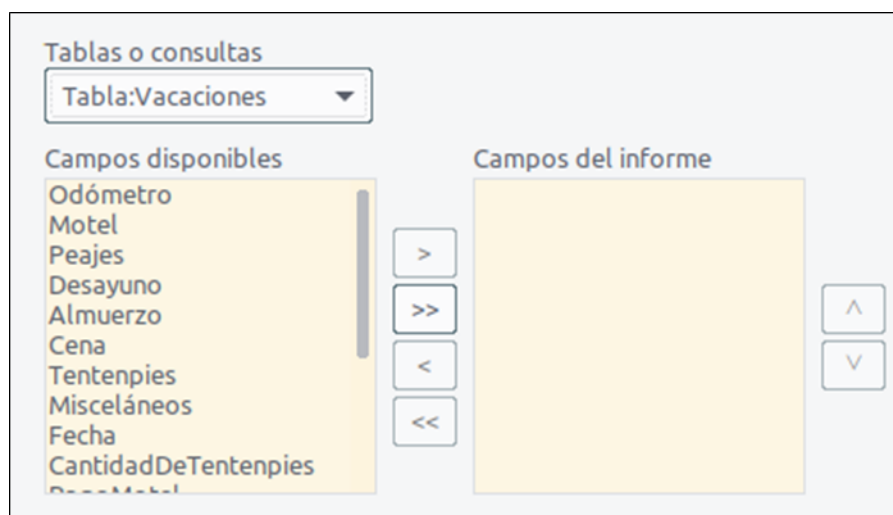 Tablas o consultas
Tabla:Vacaciones
Campos disponibles
Campos del informe
Odómetro
Motel
Peajes
Desayuno
Almuerzo
Cena
Tentenpies
Misceláneos
Fecha
CantidadDeTentenpies
>
>>
<
<<